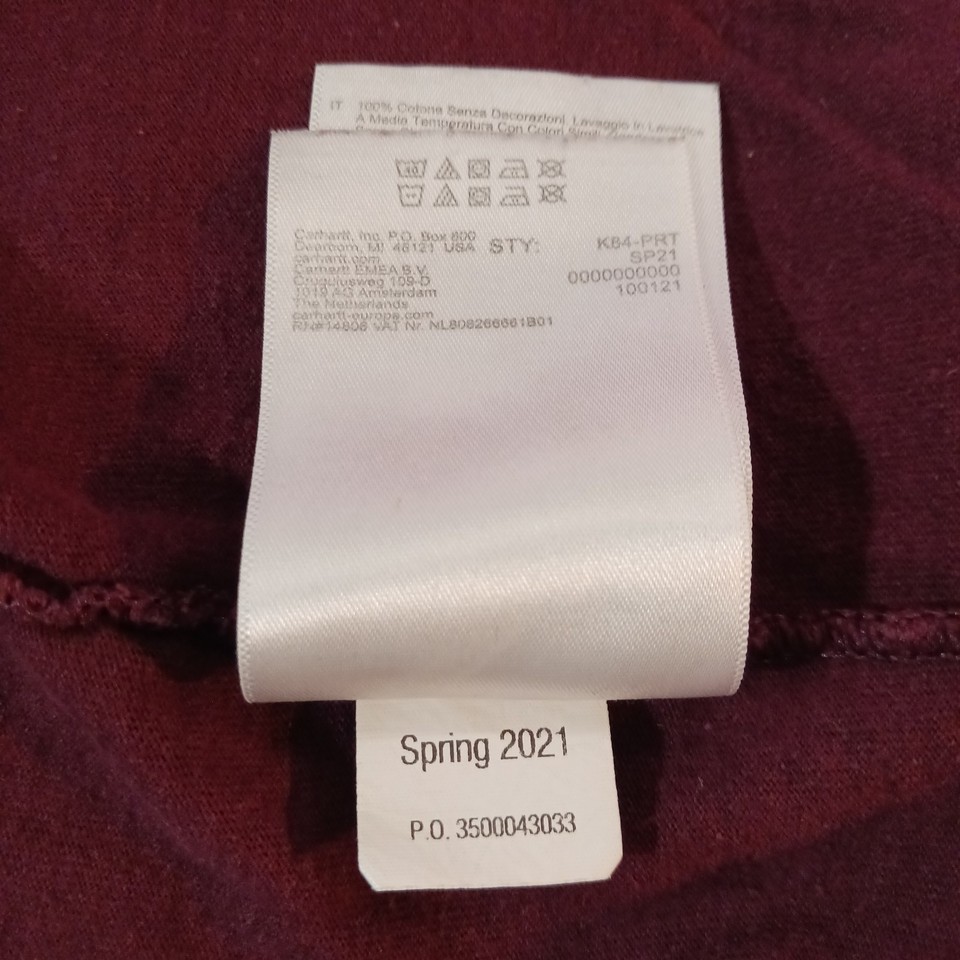 IT 100% Cotone Senza Decorazioni. Lavaggio In Lavatrice
A Media Temperatura Con Colori Simili.
40
Carhartt, Inc. P.O. Box 600
Dearborn, MI 48121 USA
carhartt.com
Carhartt EMEA B.V.
Cruquiusweg 109-D
1019 AG Amsterdam
The Netherlands
carhartt-europe.com
RN#14806 VAT Nr. NL808266661B01
STY: K84-PRT
SP21
0000000000
100121
Spring 2021
P.O. 3500043033